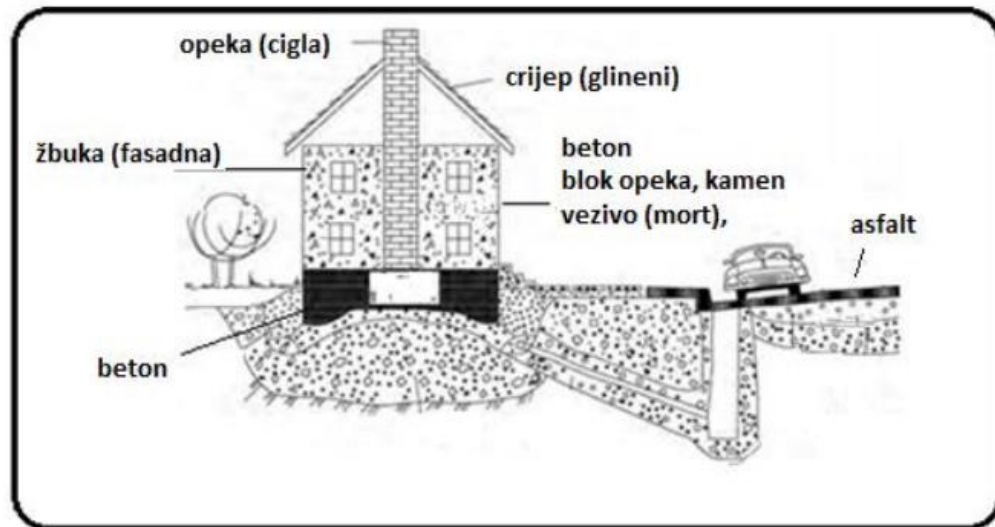 opeka (cigla)
crijep (glineni)
žbuka (fasadna)
beton
blok opeka, kamen
vezivo (mort),
asfalt
beton